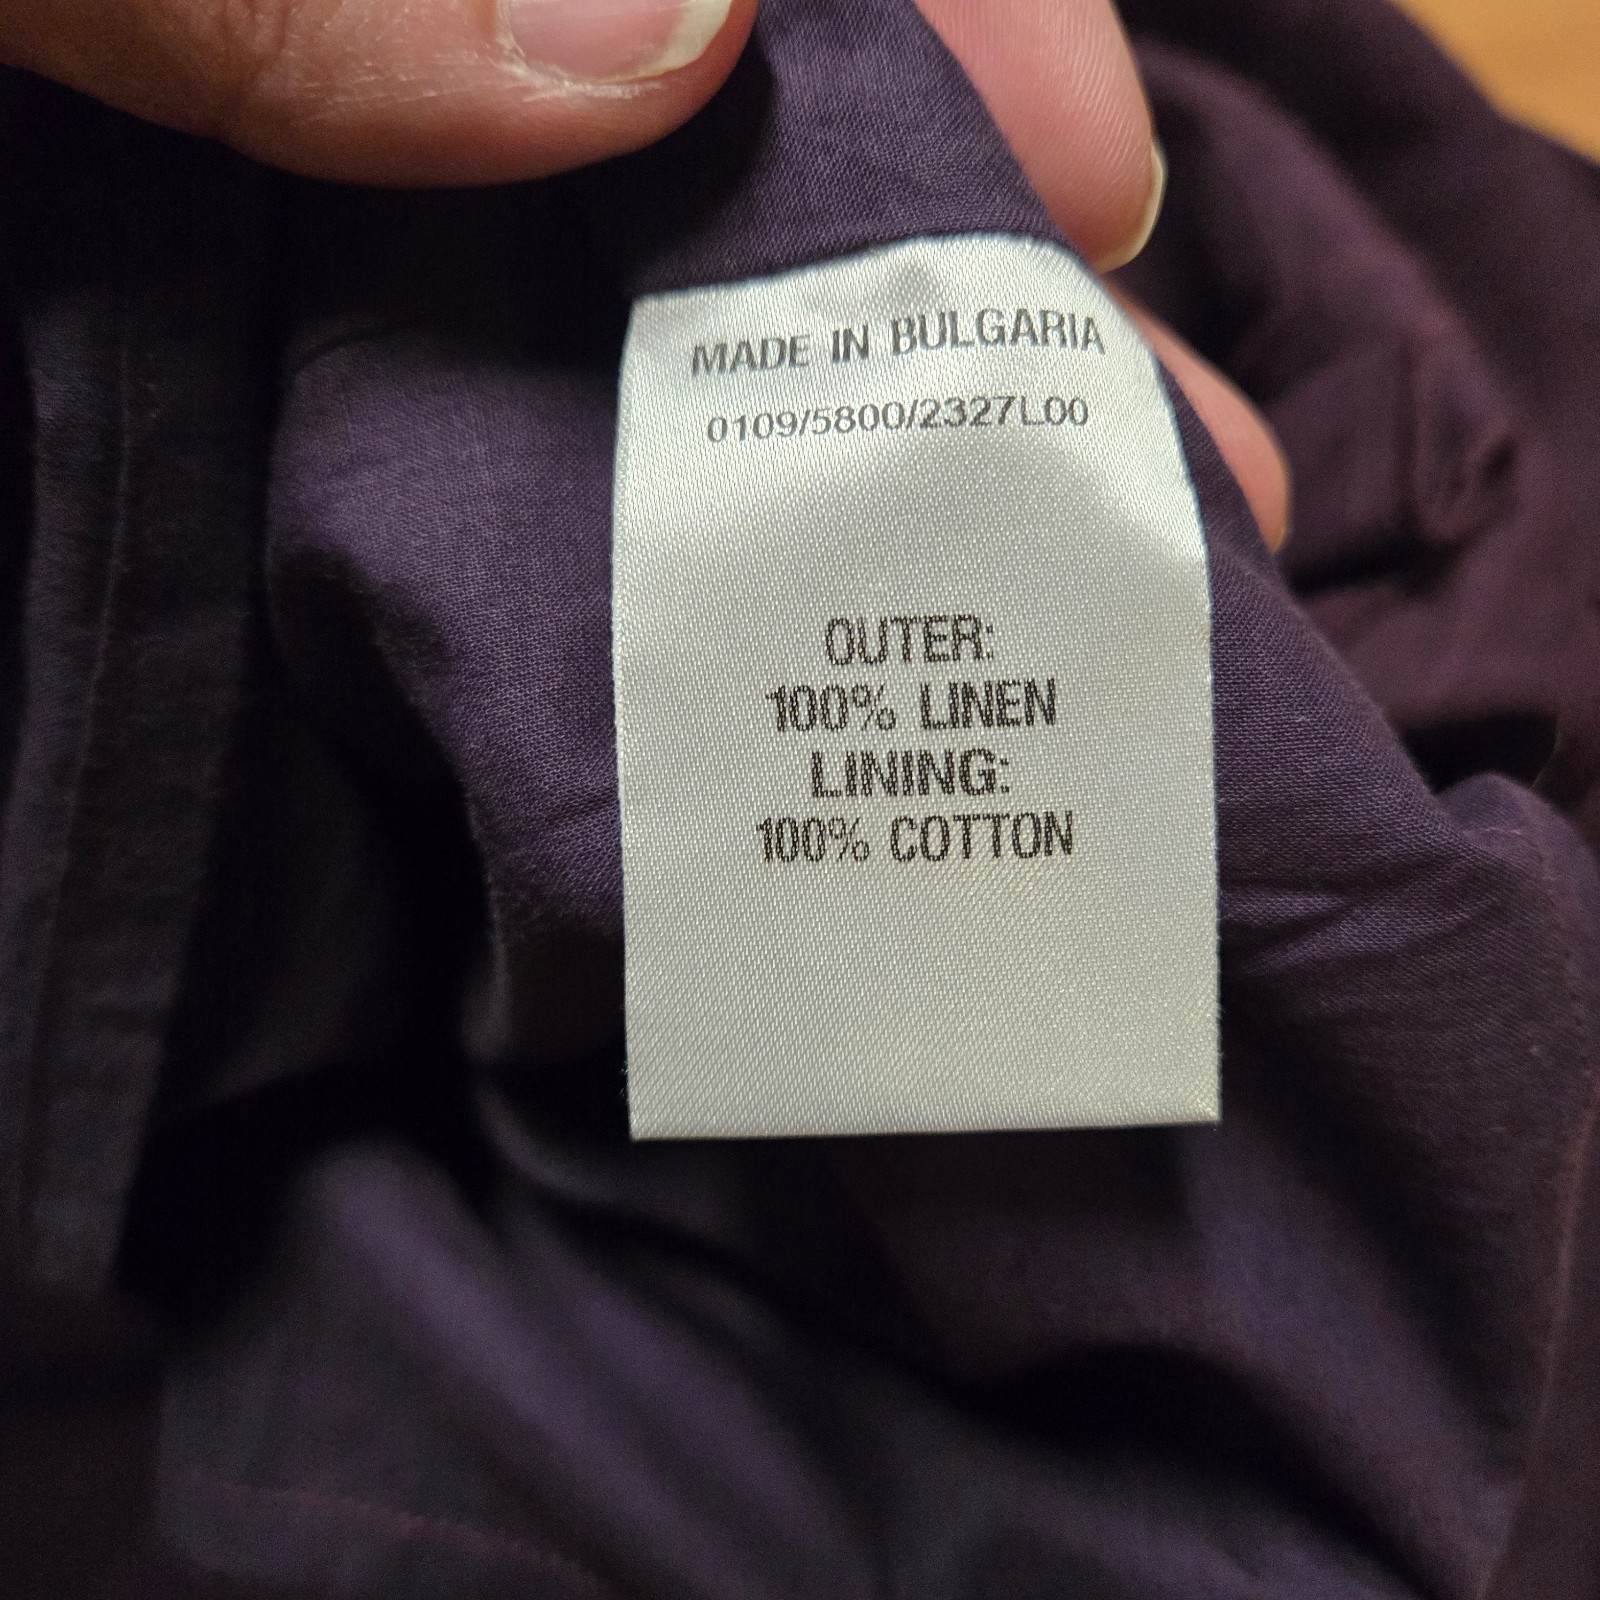 MADE IN BULGARIA
0109/5800/2327L00
OUTER:
100% LINEN
LINING:
100% COTTON